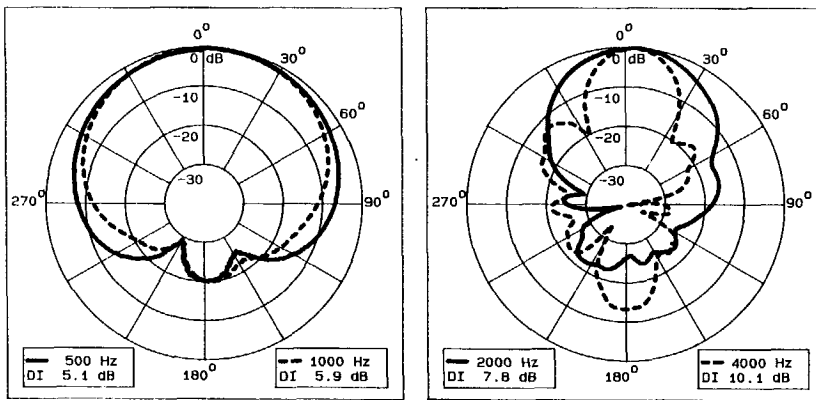 0°
0 dB
30°
-10
60°
-20
-30
270°
90°
500 Hz
DI 5.1 dB
1000 Hz
DI 5.9 dB
180°
0°
0 dB
30°
-10
60°
-20
-30
270°
90°
2000 Hz
DI 7.8 dB
4000 Hz
DI 10.1 dB
180°